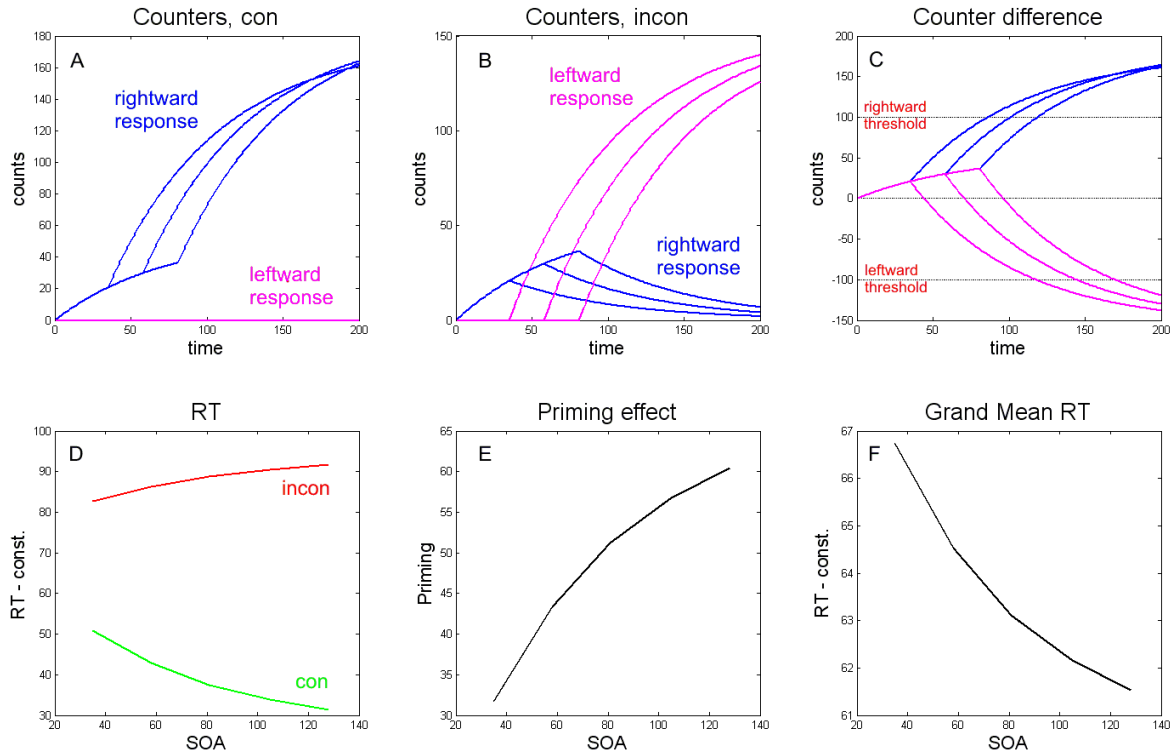 Counters, con
A
rightward
response
leftward
response
counts
180
160
140
120
100
80
60
40
20
0
0 50 100 150 200
time
Counters, incon
B
leftward
response
rightward
response
counts
150
100
50
0
0 50 100 150 200
time
Counter difference
C
rightward
threshold
leftward
threshold
counts
200
150
100
50
0
-50
-100
-150
0 50 100 150 200
time
RT
D
incon
con
RT - const.
100
90
80
70
60
50
40
30
20 40 60 80 100 120 140
SOA
Priming effect
E
Priming
65
60
55
50
45
40
35
30
20 40 60 80 100 120 140
SOA
Grand Mean RT
F
RT - const.
67
66
65
64
63
62
61
20 40 60 80 100 120 140
SOA